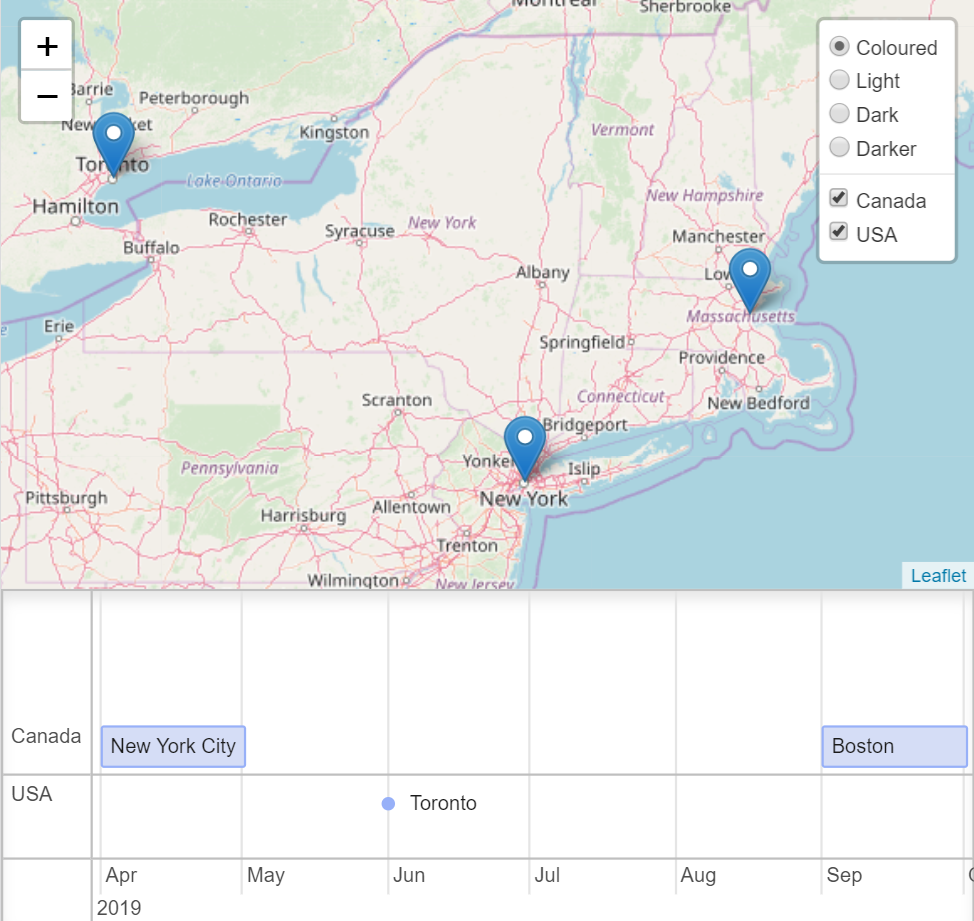 Montreal
Sherbrooke
+
−
Coloured
Light
Dark
Darker
Canada
USA
Barrie
Peterborough
Kingston
Toronto
Vermont
Lake Ontario
Hamilton
New Hampshire
Rochester
New York
Syracuse
Manchester
Buffalo
Albany
Massachusetts
Erie
Springfield
Providence
Scranton
Connecticut
New Bedford
Bridgeport
Pennsylvania
Islip
Pittsburgh
Allentown
New York
Harrisburg
Trenton
Wilmington
New Jersey
Leaflet
Canada
New York City
Boston
USA
Toronto
Apr
May
Jun
Jul
Aug
Sep
2019